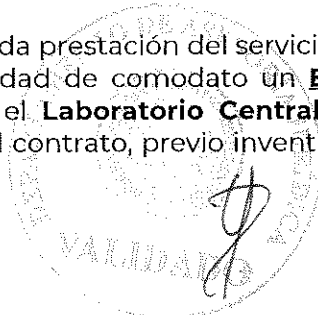 da prestación del servici
dad de comodato un E
el Laboratorio Central
l contrato, previo invent
VALIDADO